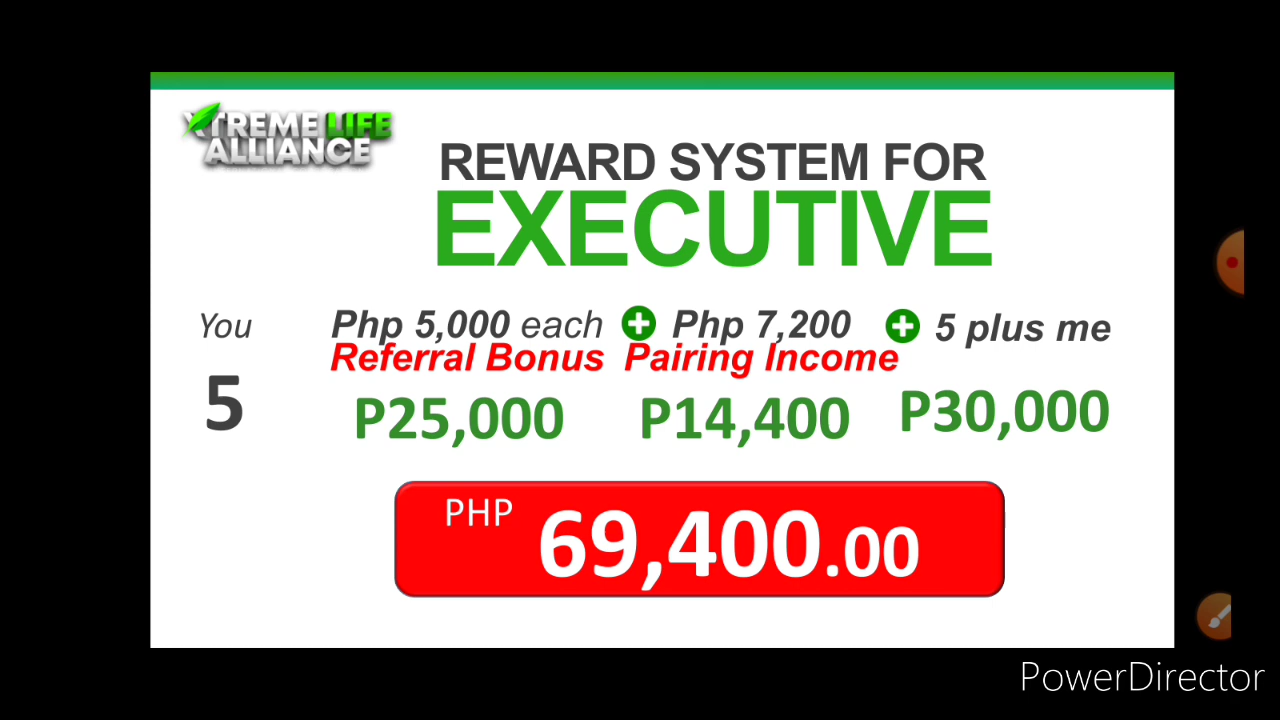 XTREME LIFE
ALLIANCE
REWARD SYSTEM FOR
EXECUTIVE
You Php 5,000 each + Php 7,200 + 5 plus me
Referral Bonus Pairing Income
5 P25,000 P14,400 P30,000
PHP 69,400.00
PowerDirector